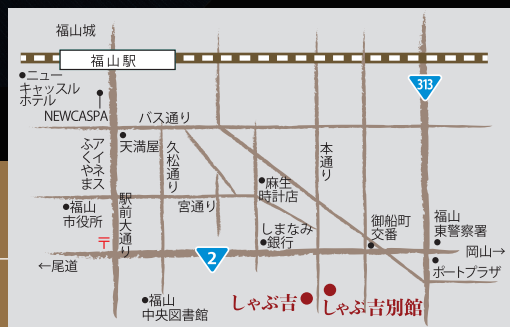 福山城
福山駅
ニュー
キャッスル
ホテル
NEWCASPA
313
バス通り
天満屋
アイネス
ふくやま
久松通り
本通り
麻生
時計店
福山
市役所
駅前大通り
宮通り
しまなみ
銀行
御船町
交番
福山
東警察署
〒
←尾道
2
岡山→
ポートプラザ
福山
中央図書館
しゃぶ吉
しゃぶ吉別館